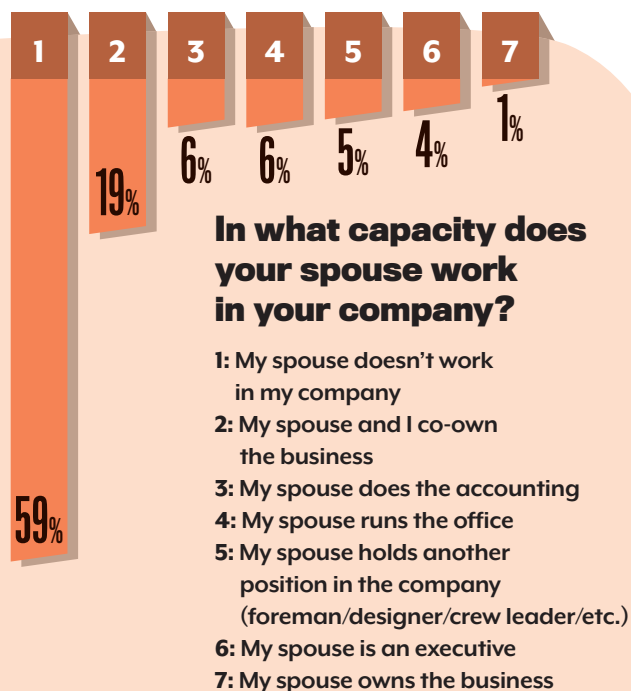 1 2 3 4 5 6 7
59%
19%
6%
6%
5%
4%
1%
In what capacity does
your spouse work
in your company?
1: My spouse doesn’t work
in my company
2: My spouse and I co-own
the business
3: My spouse does the accounting
4: My spouse runs the office
5: My spouse holds another
position in the company
(foreman/designer/crew leader/etc.)
6: My spouse is an executive
7: My spouse owns the business